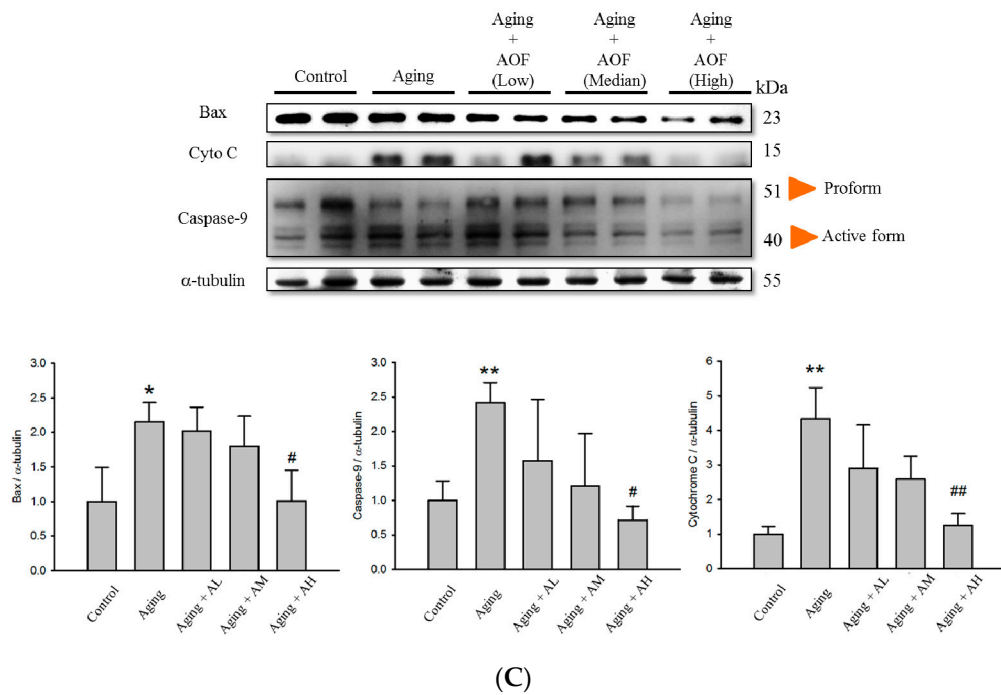 Aging
+
AOF
(Low)
Aging
+
AOF
(Median)
Aging
+
AOF
(High)
Control
Aging
kDa
Bax
23
Cyto C
15
51
Proform
Caspase-9
40
Active form
α-tubulin
55
Bax / α-tubulin
3.0
2.5
2.0
1.5
1.0
0.5
0.0
*
#
Control
Aging
Aging + AL
Aging + AM
Aging + AH
Caspase-9 / α-tubulin
3.0
2.5
2.0
1.5
1.0
0.5
0.0
**
#
Control
Aging
Aging + AL
Aging + AM
Aging + AH
Cytochrome C / α-tubulin
6
5
4
3
2
1
0
**
##
Control
Aging
Aging + AL
Aging + AM
Aging + AH
(C)